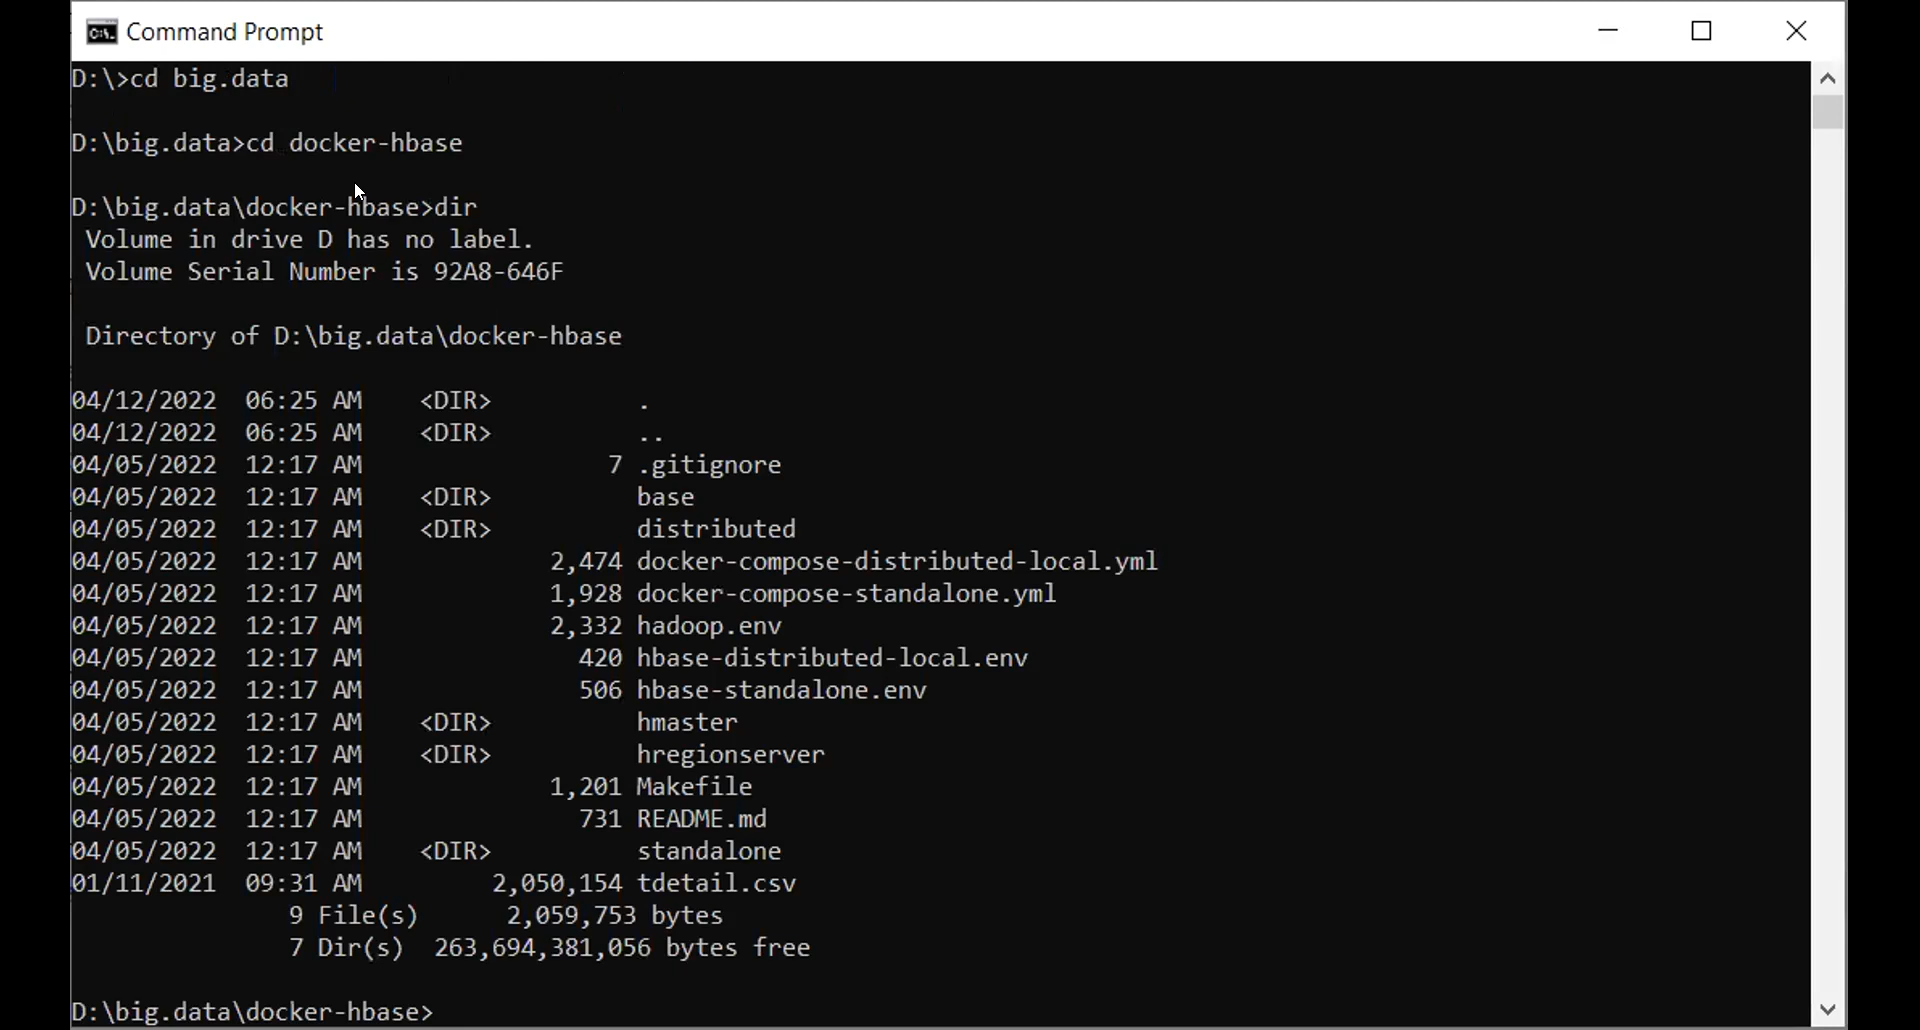 Command Prompt
D:\>cd big.data
D:\big.data>cd docker-hbase
D:\big.data\docker-hbase>dir
 Volume in drive D has no label.
 Volume Serial Number is 92A8-646F
 Directory of D:\big.data\docker-hbase
04/12/2022  06:25 AM    <DIR>          .
04/12/2022  06:25 AM    <DIR>          ..
04/05/2022  12:17 AM                 7 .gitignore
04/05/2022  12:17 AM    <DIR>          base
04/05/2022  12:17 AM    <DIR>          distributed
04/05/2022  12:17 AM             2,474 docker-compose-distributed-local.yml
04/05/2022  12:17 AM             1,928 docker-compose-standalone.yml
04/05/2022  12:17 AM             2,332 hadoop.env
04/05/2022  12:17 AM               420 hbase-distributed-local.env
04/05/2022  12:17 AM               506 hbase-standalone.env
04/05/2022  12:17 AM    <DIR>          hmaster
04/05/2022  12:17 AM    <DIR>          hregionserver
04/05/2022  12:17 AM             1,201 Makefile
04/05/2022  12:17 AM               731 README.md
04/05/2022  12:17 AM    <DIR>          standalone
01/11/2021  09:31 AM         2,050,154 tdetail.csv
               9 File(s)      2,059,753 bytes
               7 Dir(s)  263,694,381,056 bytes free
D:\big.data\docker-hbase>